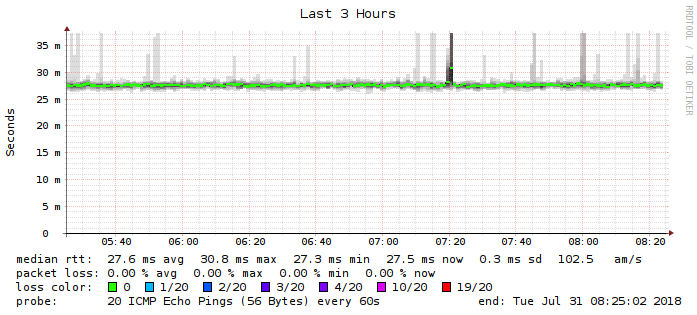 Last 3 Hours
RRDTOOL / TOBI OETIKER
Seconds
35 m
30 m
25 m
20 m
15 m
10 m
5 m
0
05:40 06:00 06:20 06:40 07:00 07:20 07:40 08:00 08:20
median rtt: 27.6 ms avg 30.8 ms max 27.3 ms min 27.5 ms now 0.3 ms sd 102.5 am/s
packet loss: 0.00 % avg 0.00 % max 0.00 % min 0.00 % now
loss color: 0 1/20 2/20 3/20 4/20 10/20 19/20
probe: 20 ICMP Echo Pings (56 Bytes) every 60s end: Tue Jul 31 08:25:02 2018